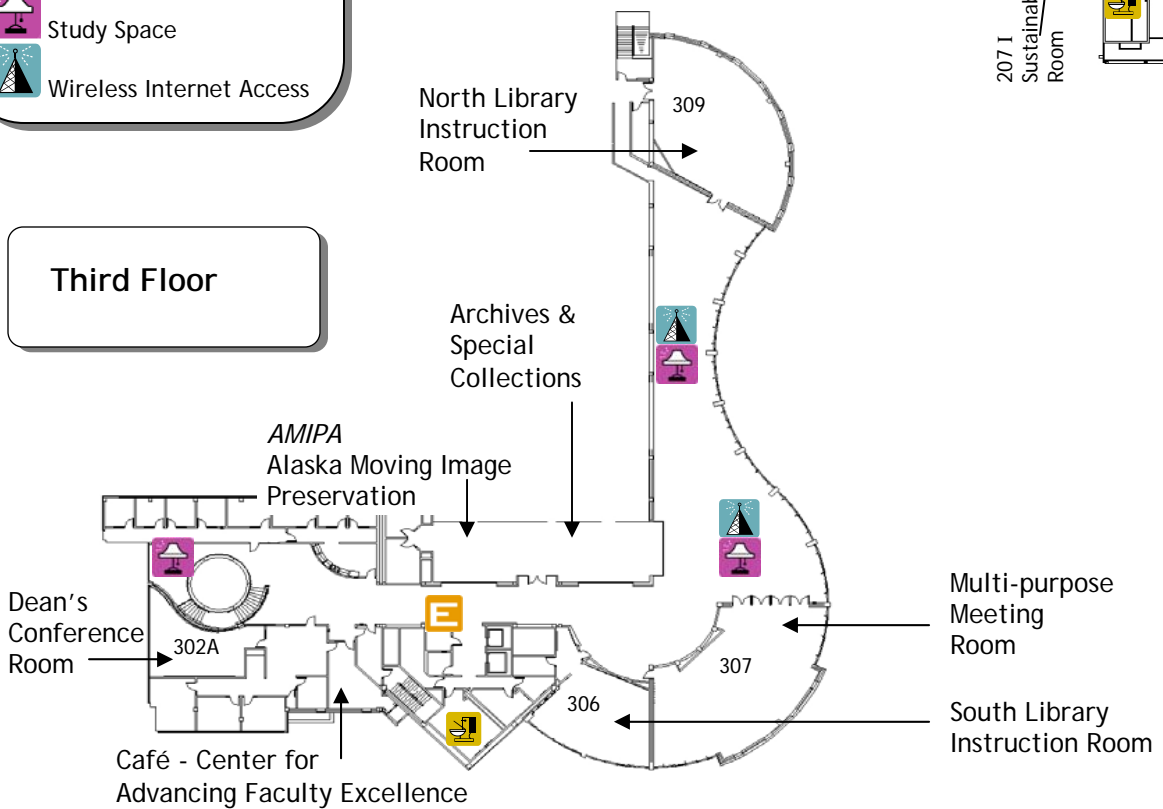 Study Space
Wireless Internet Access
207 I
Room
Third Floor
North Library
Instruction
Room
309
Archives &
Special
Collections
AMIPA
Alaska Moving Image
Preservation
E
Dean's
Conference
Room
302A
Multi-purpose
Meeting
Room
307
306
South Library
Instruction Room
Café - Center for
Advancing Faculty Excellence